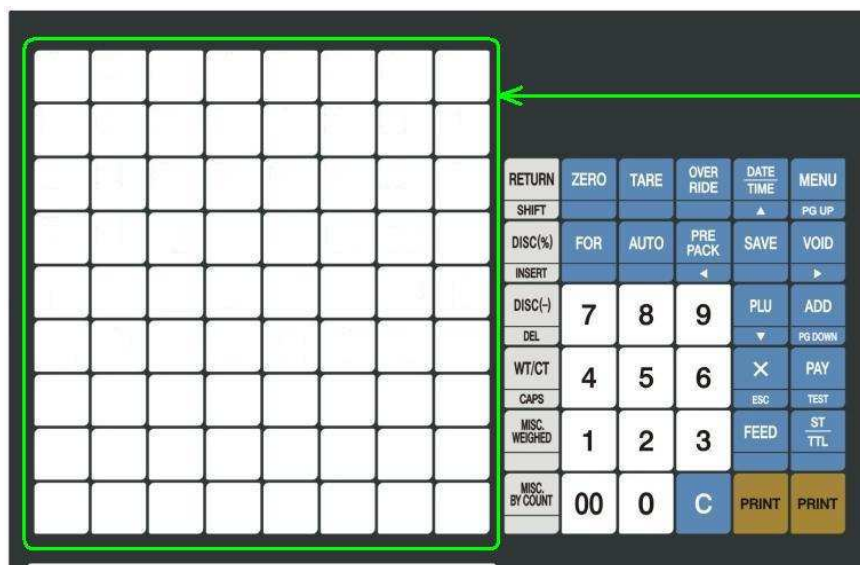 RETURN ZERO TARE OVER RIDE DATE TIME MENU
SHIFT ▲ PG UP
DISC(%) FOR AUTO PRE PACK SAVE VOID
INSERT ◄ ►
DISC(-) 7 8 9 PLU ADD
DEL ▼ PG DOWN
WT/CT 4 5 6 × PAY
CAPS ESC TEST
MISC. WEIGHED 1 2 3 FEED ST TTL
MISC. BY COUNT 00 0 C PRINT PRINT